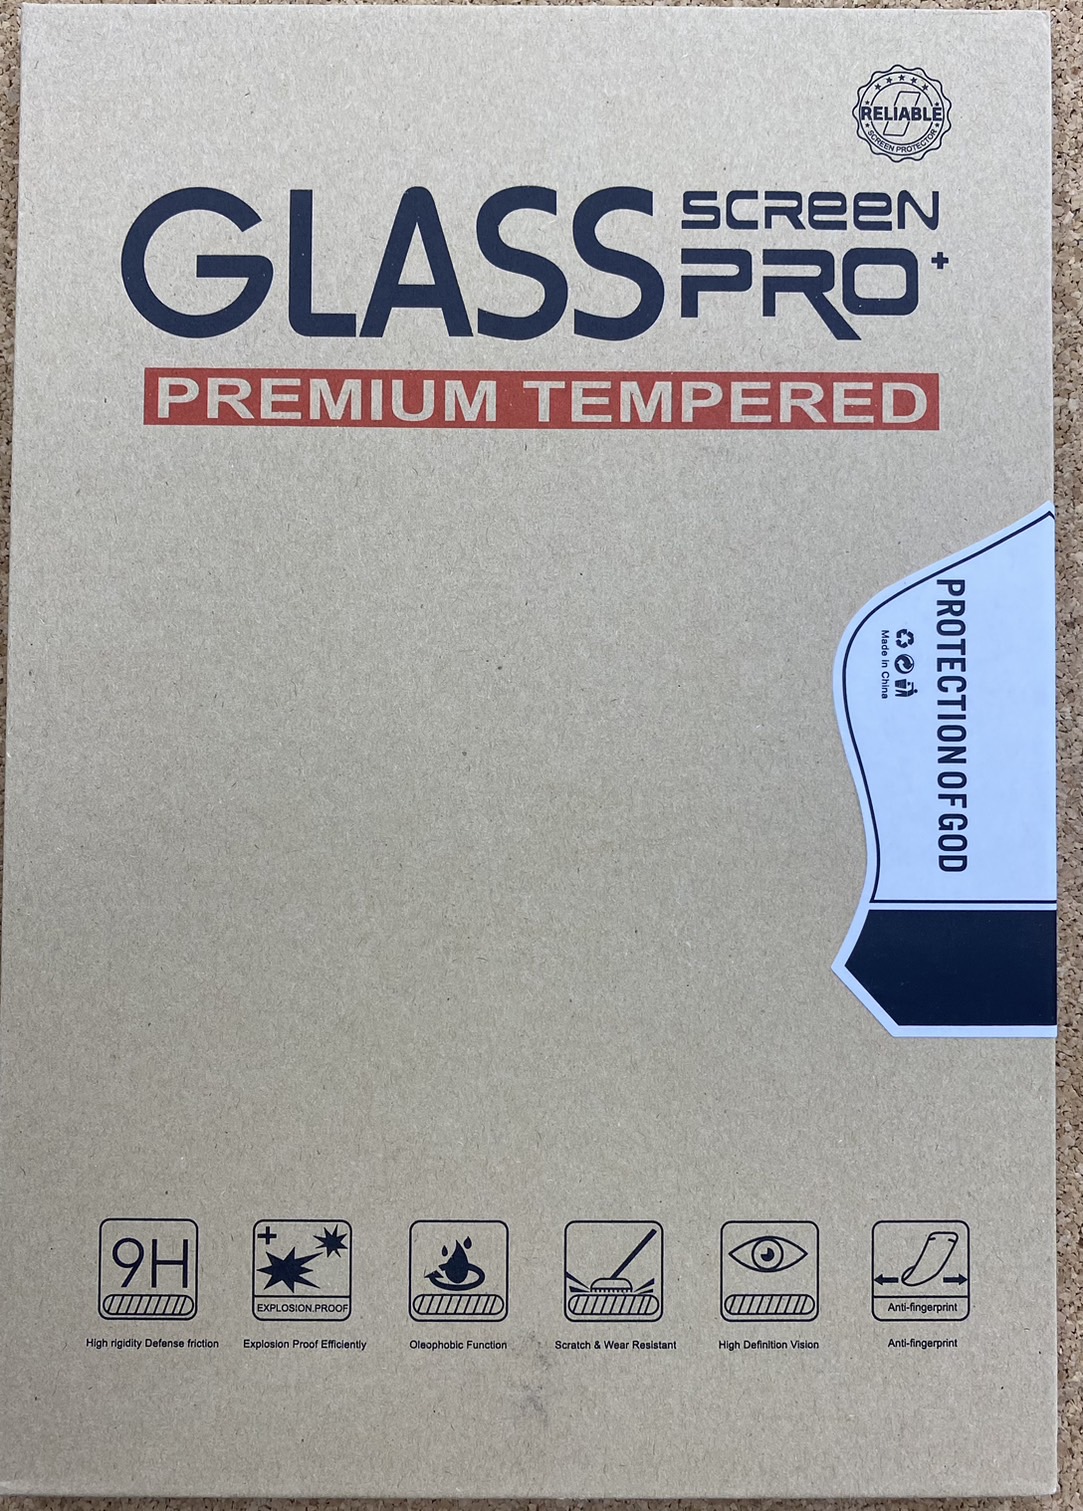 RELIABLE
SCREEN PROTECTOR
GLASS
SCREEN
PRO+
PREMIUM TEMPERED
PROTECTION OF GOD
Made in China
9H
EXPLOSION.PROOF
Anti-fingerprint
High rigidity Defense friction
Explosion Proof Efficiently
Oleophobic Function
Scratch & Wear Resistant
High Definition Vision
Anti-fingerprint